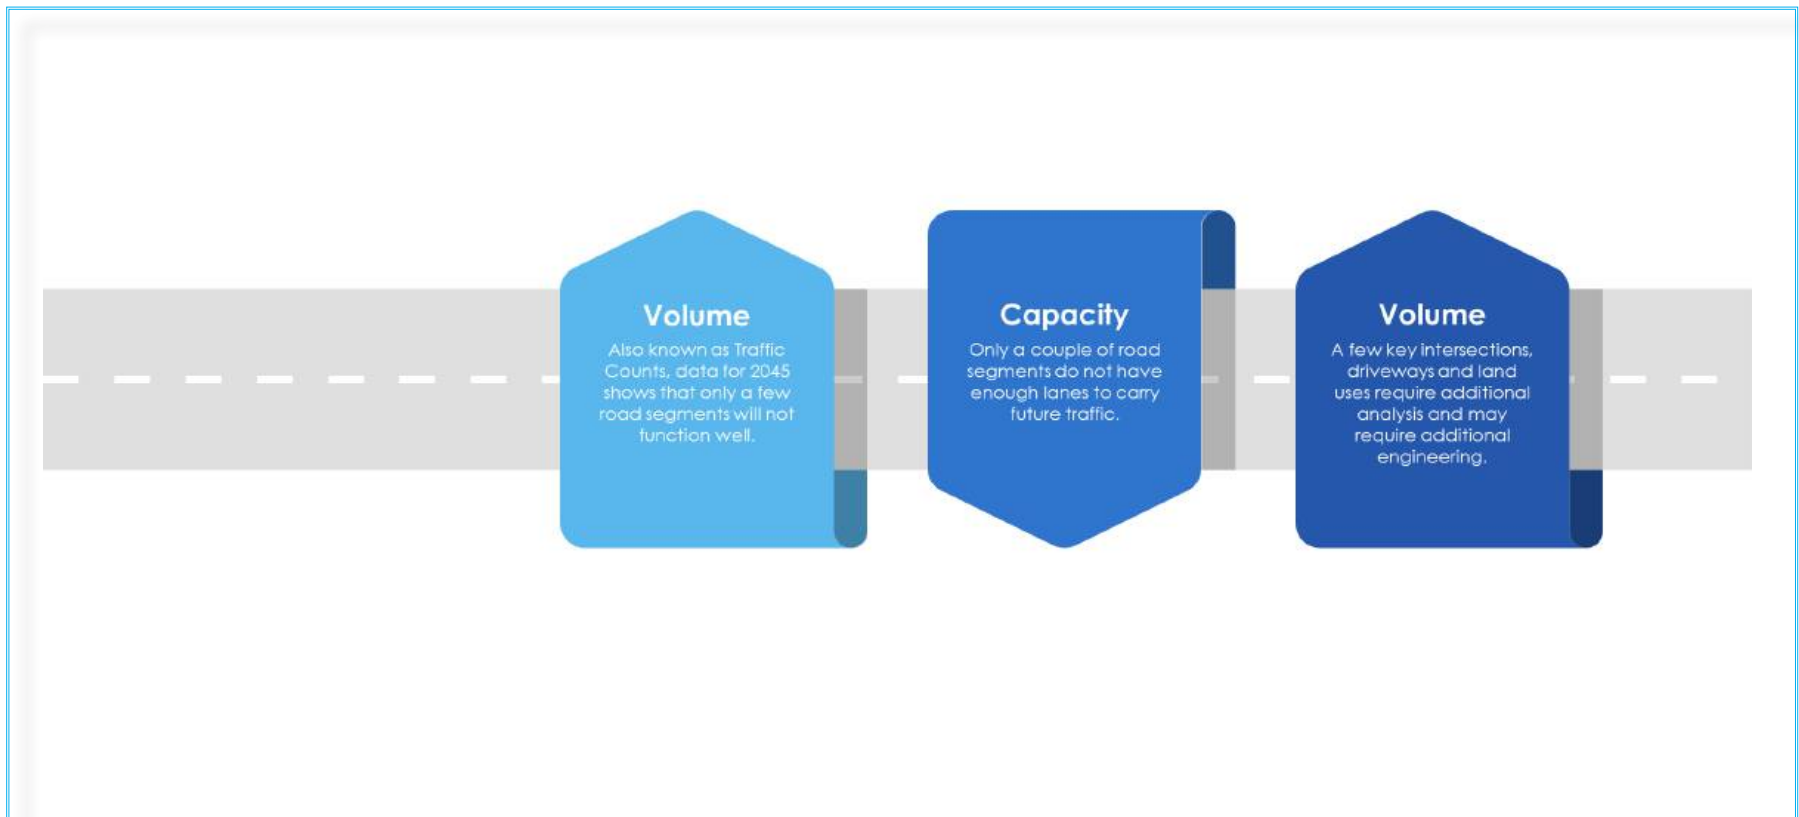 Volume
Also known as Traffic
Counts, data for 2045
shows that only a few
road segments will not
function well.
Capacity
Only a couple of road
segments do not have
enough lanes to carry
future traffic.
Volume
A few key intersections,
driveways and land
uses require additional
analysis and may
require additional
engineering.